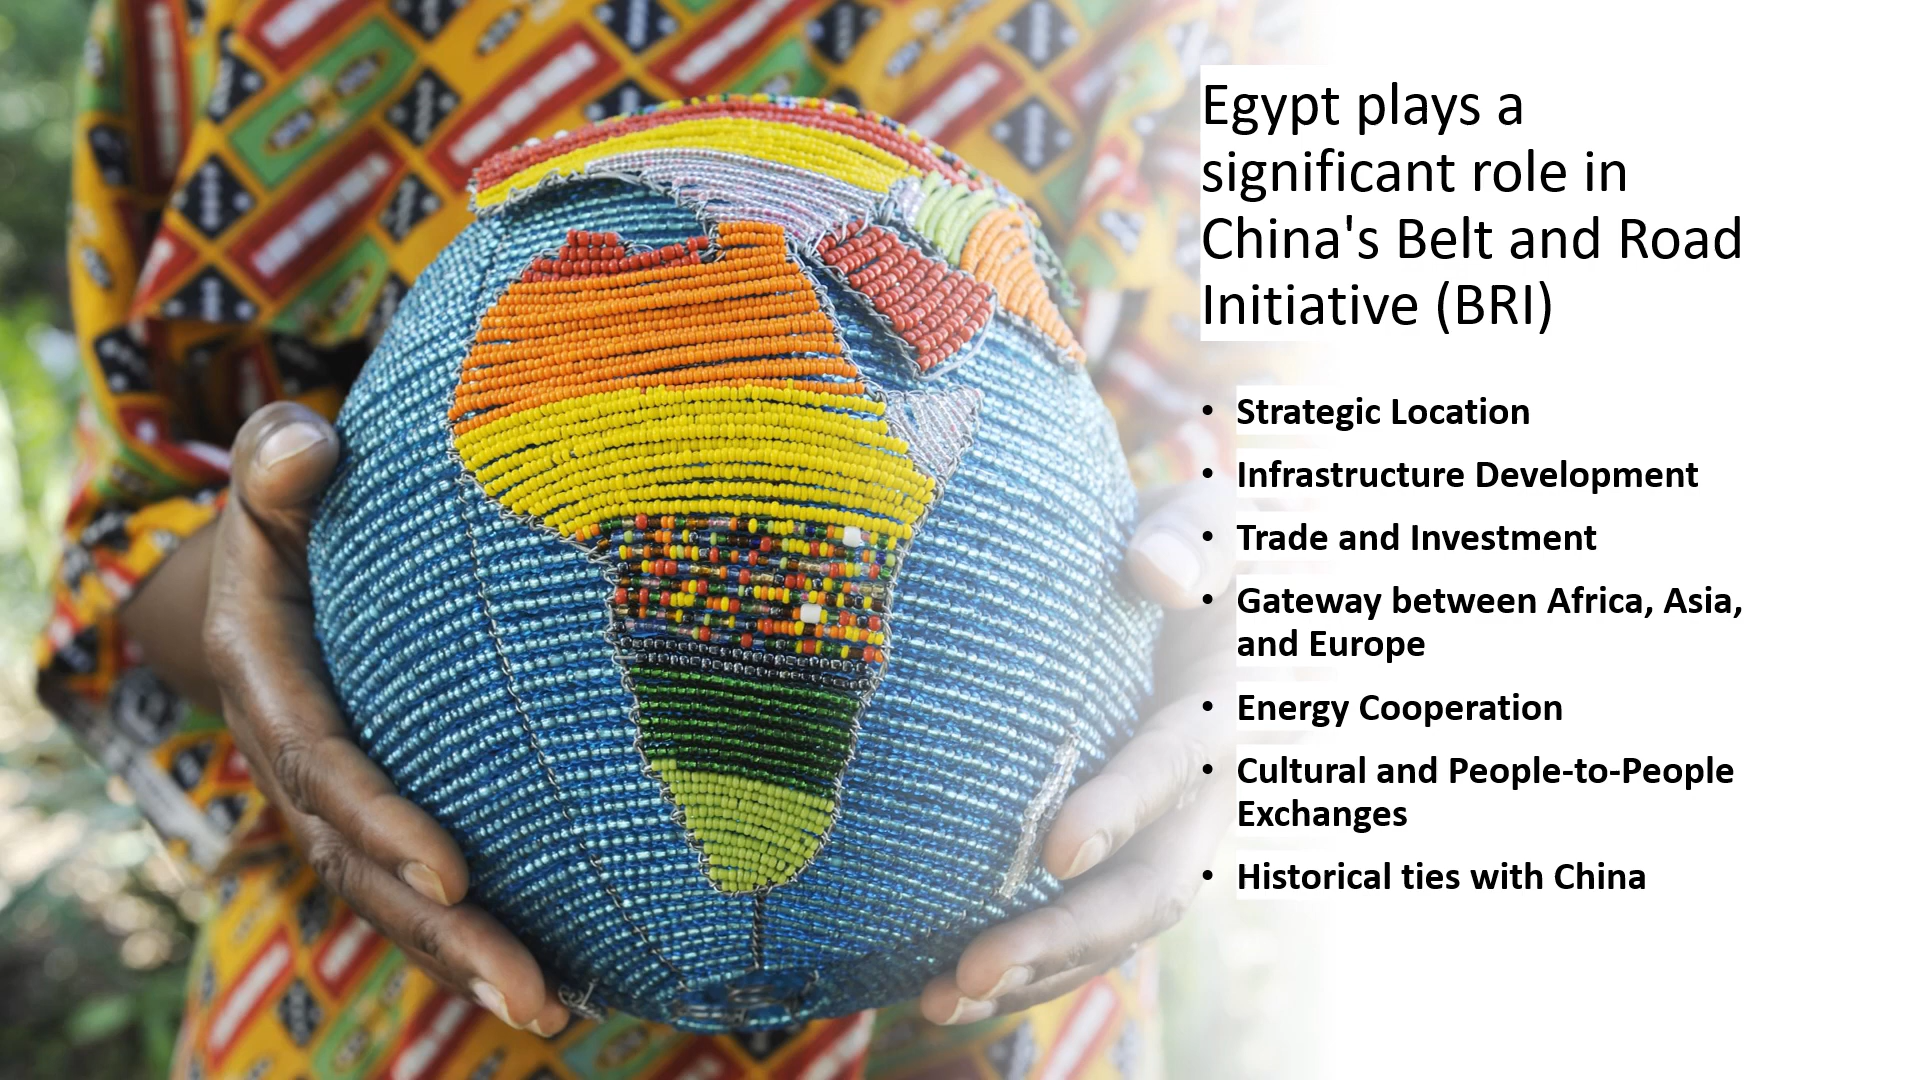 Egypt plays a
significant role in
China's Belt and Road
Initiative (BRI)
• Strategic Location
• Infrastructure Development
• Trade and Investment
• Gateway between Africa, Asia,
and Europe
• Energy Cooperation
• Cultural and People-to-People
Exchanges
• Historical ties with China